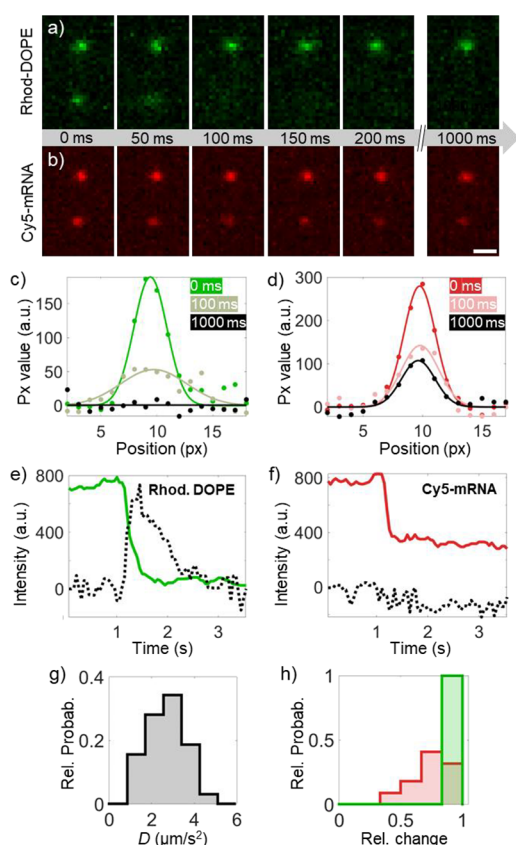 a)
Rhod-DOPE
0 ms 50 ms 100 ms 150 ms 200 ms // 1000 ms
b)
Cy5-mRNA
c)
0 ms
100 ms
1000 ms
Px value (a.u.)
150
100
50
0
5 10 15
Position (px)
d)
0 ms
100 ms
1000 ms
Px value (a.u.)
300
200
100
0
5 10 15
Position (px)
e)
Rhod. DOPE
Intensity (a.u.)
800
400
0
1 2 3
Time (s)
f)
Cy5-mRNA
Intensity (a.u.)
800
400
0
1 2 3
Time (s)
g)
Rel. Probab.
0.4
0.2
0
0 2 4 6
D (µm/s²)
h)
Rel. Probab.
1
0.5
0
0 0.5 1
Rel. change